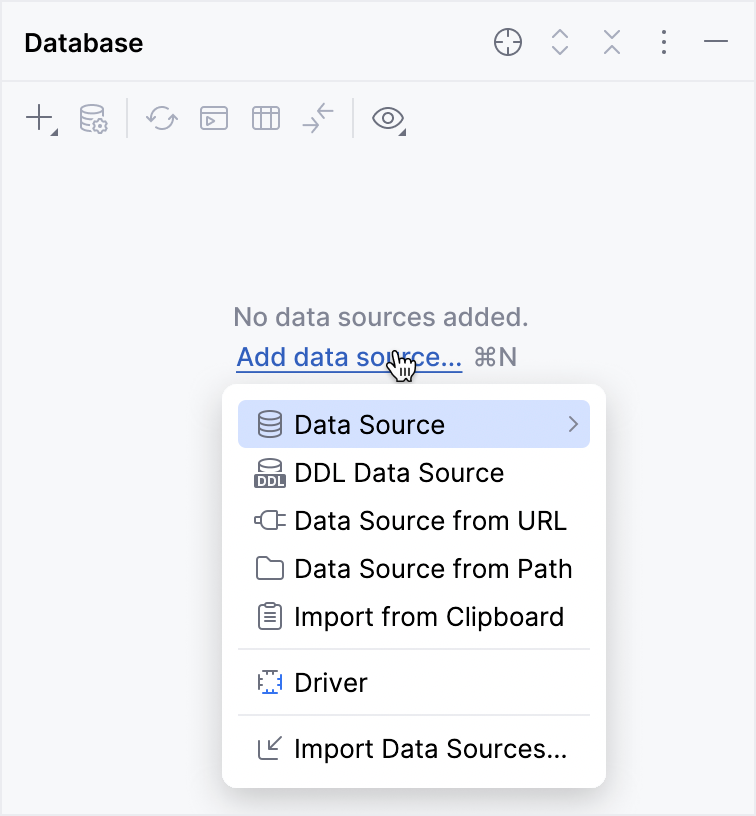 Database
No data sources added.
Add data source... ⌘N
Data Source
DDL DDL Data Source
Data Source from URL
Data Source from Path
Import from Clipboard
Driver
Import Data Sources...